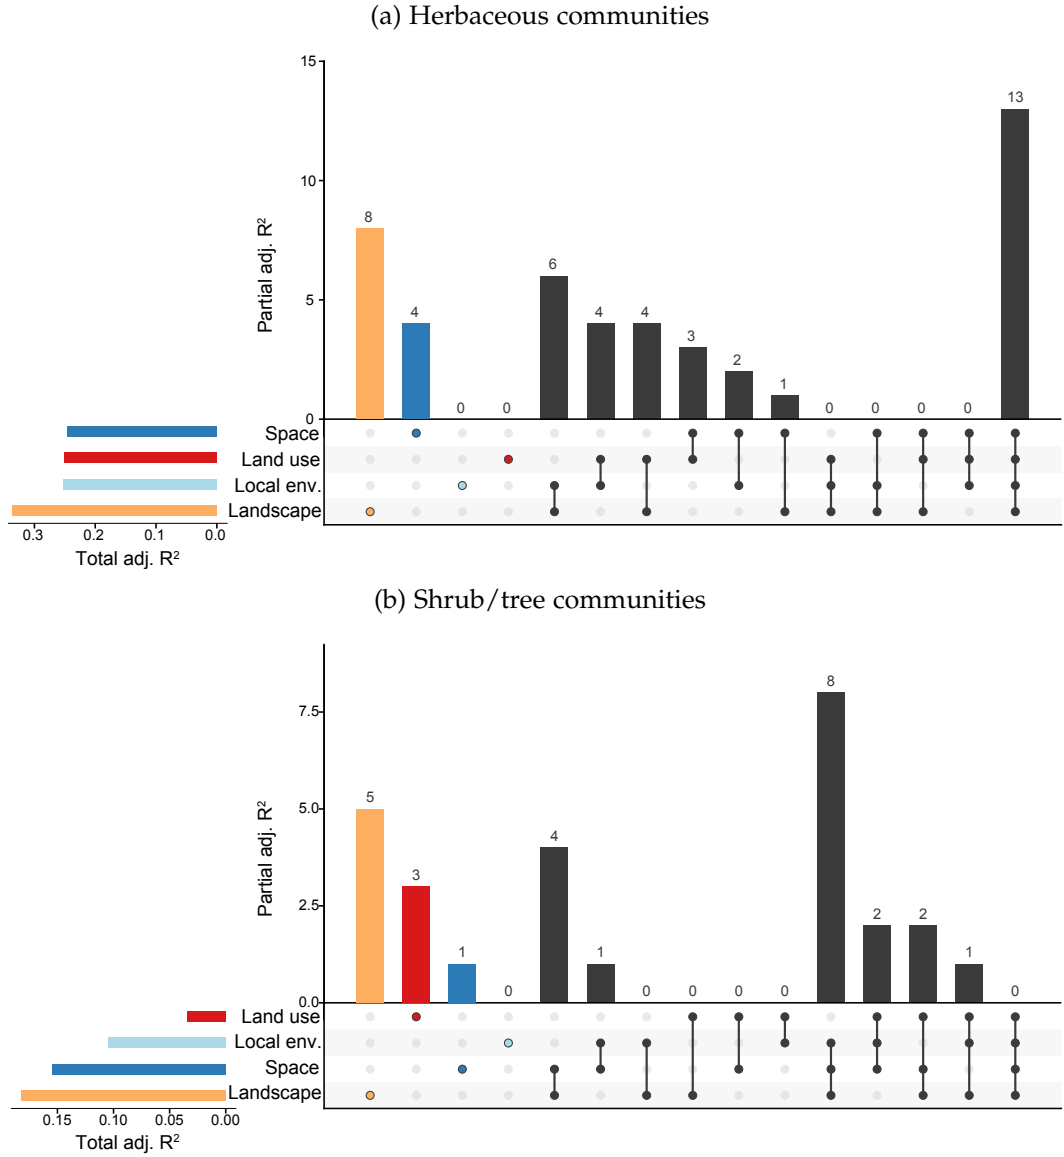 (a) Herbaceous communities
15
13
10
8
Partial adj. R²
6
5
4
4
4
3
2
1
0
0
0
0
0
0
0
Space
Land use
Local env.
Landscape
0.3 0.2 0.1 0.0
Total adj. R²
(b) Shrub/tree communities
8
7.5
5
5.0
Partial adj. R²
4
3
2.5
2
2
1
1
1
0
0
0
0
0
0
0.0
Land use
Local env.
Space
Landscape
0.15 0.10 0.05 0.00
Total adj. R²